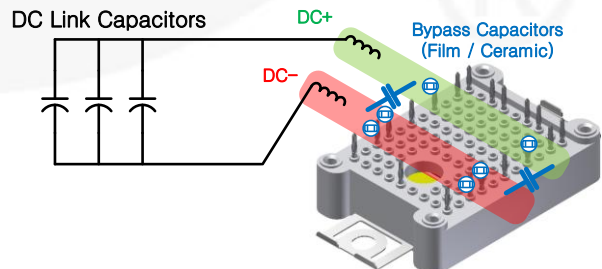 DC Link Capacitors
DC+
DC-
Bypass Capacitors
(Film / Ceramic)